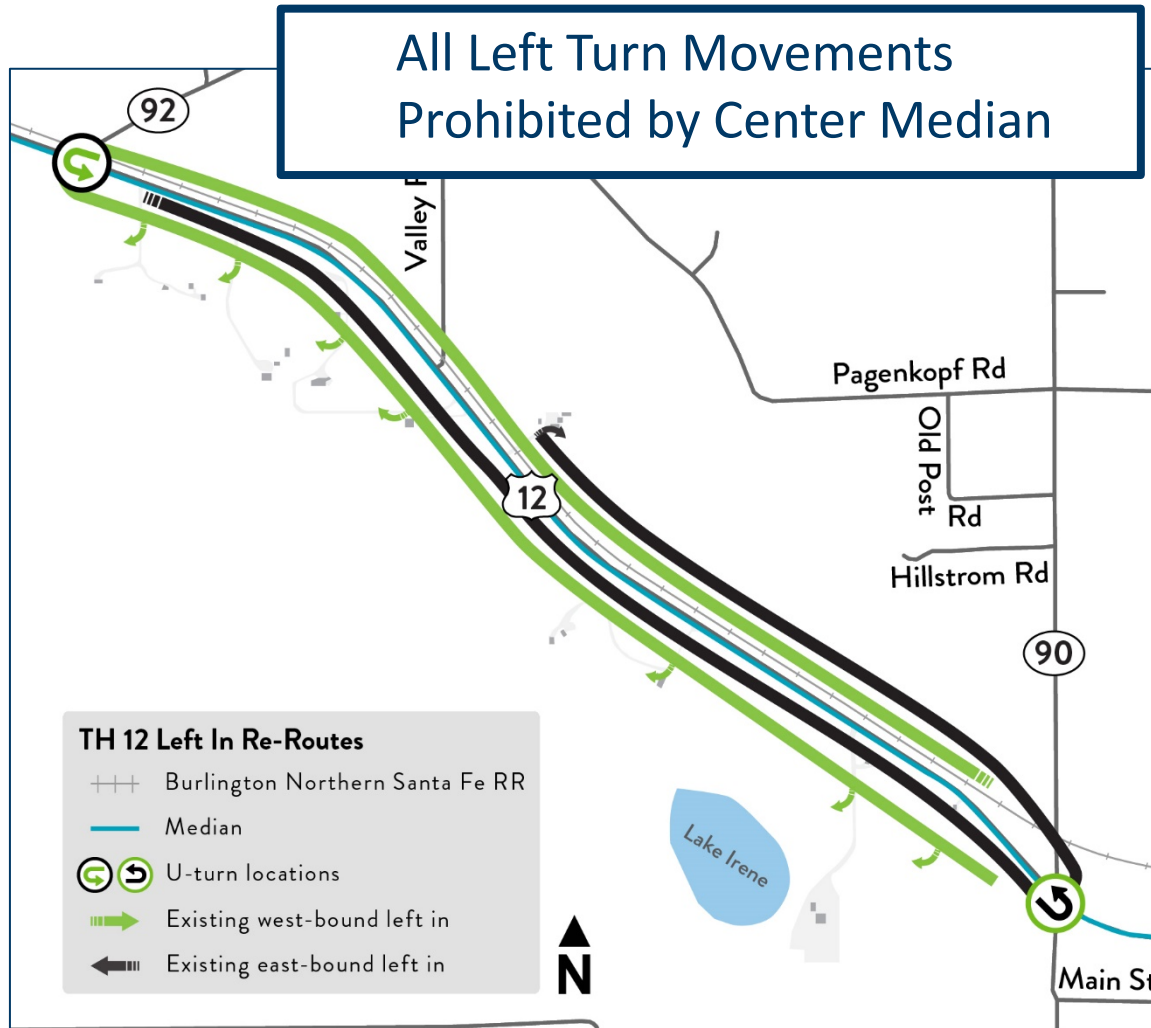 All Left Turn Movements
Prohibited by Center Median
92
Valley
Pagenkopf Rd
Old Post
Rd
12
Hillstrom Rd
90
TH 12 Left In Re-Routes
Burlington Northern Santa Fe RR
Median
U-turn locations
Existing west-bound left in
Existing east-bound left in
Lake Irene
N
Main St